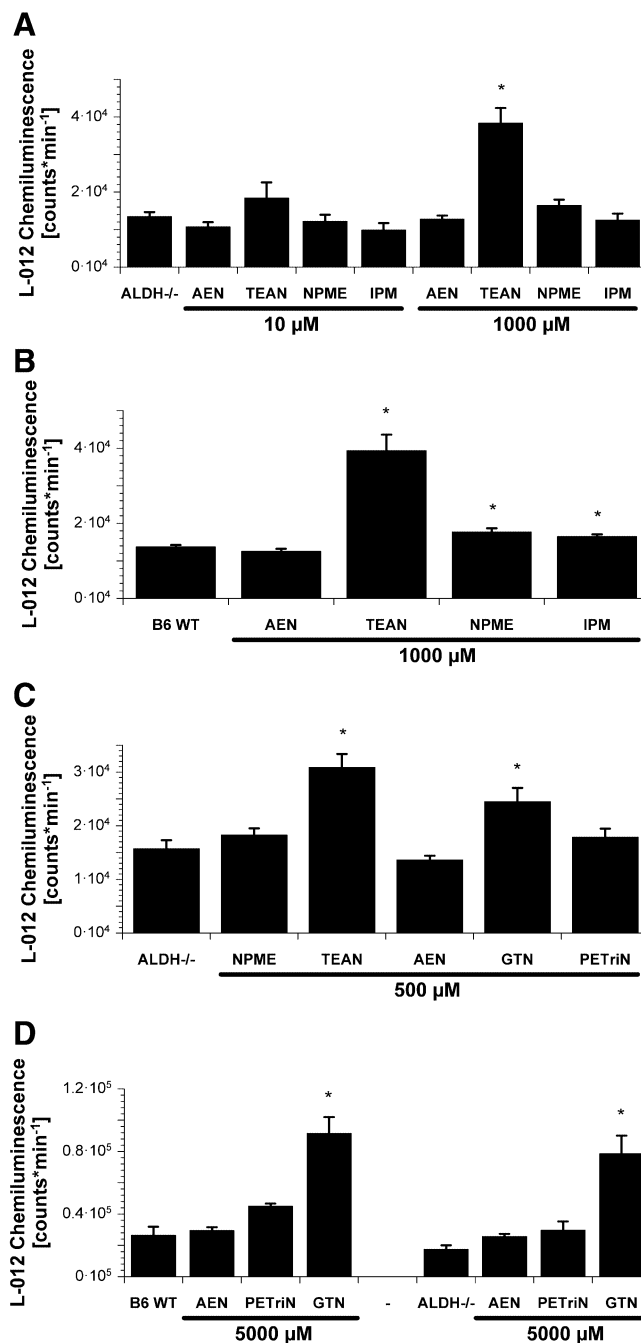 A
L-012 Chemiluminescence
[counts*min⁻¹]
4·10⁴
2·10⁴
0·10⁴
*
ALDH-/- AEN TEAN NPME IPM AEN TEAN NPME IPM
10 µM 1000 µM
B
L-012 Chemiluminescence
[counts*min⁻¹]
4·10⁴
2·10⁴
0·10⁴
* * *
B6 WT AEN TEAN NPME IPM
1000 µM
C
L-012 Chemiluminescence
[counts*min⁻¹]
3·10⁴
2·10⁴
1·10⁴
0·10⁴
* *
ALDH-/- NPME TEAN AEN GTN PETriN
500 µM
D
L-012 Chemiluminescence
[counts*min⁻¹]
1.2·10⁵
0.8·10⁵
0.4·10⁵
0·10⁵
* *
B6 WT AEN PETriN GTN - ALDH-/- AEN PETriN GTN
5000 µM 5000 µM